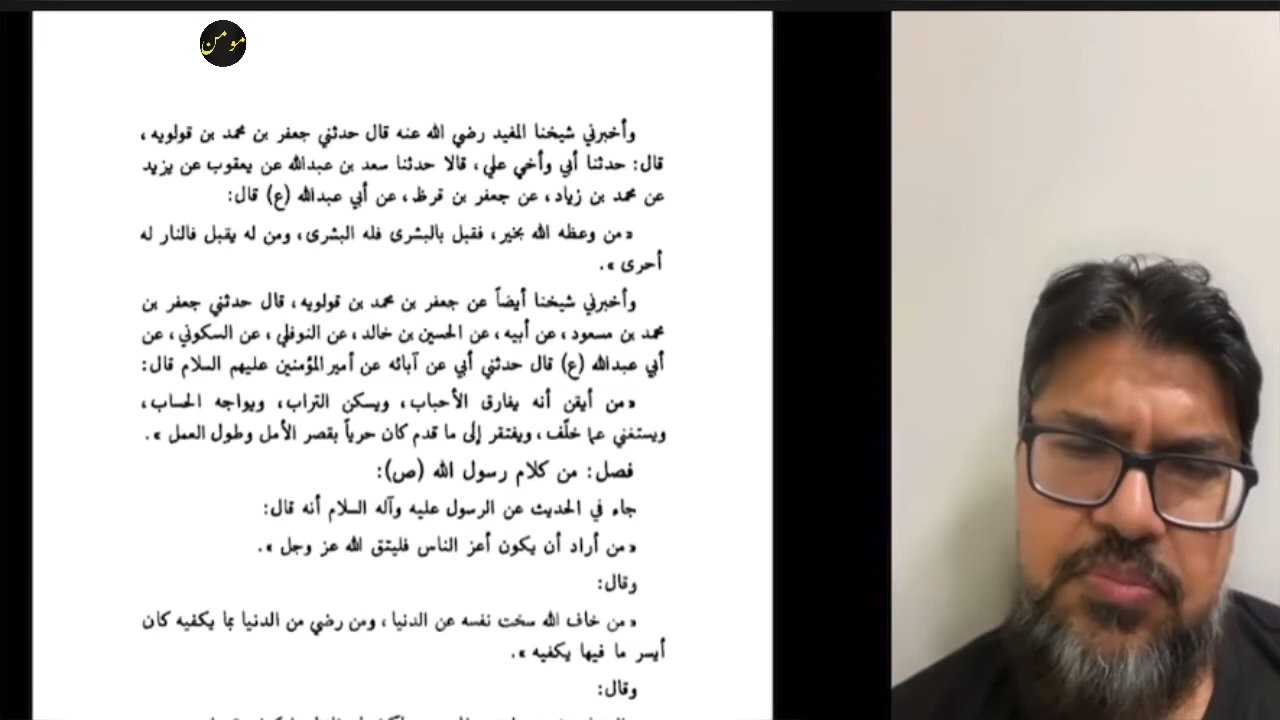 مومن
وأخبرني شيخنا المفيد رضي الله عنه قال حدثني جعفر بن محمد بن قولويه،
قال: حدثنا أبي وأخي علي، قالا حدثنا سعد بن عبدالله عن يعقوب عن يزيد
عن محمد بن زياد، عن جعفر بن قرظ، عن أبي عبدالله (ع) قال:
«من وعظه الله بخير، فقبل بالبشرى فله البشرى، ومن له يقبل فالنار له
أحرى».
وأخبرني شيخنا أيضاً عن جعفر بن محمد بن قولويه، قال حدثني جعفر بن
محمد بن مسعود، عن أبيه، عن الحسين بن خالد، عن النوفلي، عن السكوني، عن
أبي عبدالله (ع) قال حدثني أبي عن آبائه عن أمير المؤمنين عليهم السلام قال:
«من أيقن أنه يفارق الأحباب، ويسكن التراب، ويواجه الحساب،
ويستغني عما خلّف، ويفتقر إلى ما قدم كان حرياً بقصر الأمل وطول العمل».
فصل: من كلام رسول الله (ص):
جاء في الحديث عن الرسول عليه وآله السلام أنه قال:
«من أراد أن يكون أعز الناس فليتق الله عز وجل».
وقال:
«من خاف الله سخت نفسه عن الدنيا، ومن رضي من الدنيا بما يكفيه كان
أيسر ما فيها يكفيه».
وقال: